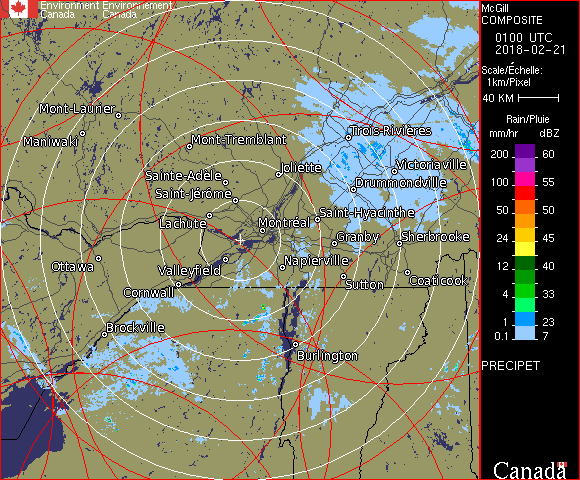 Environment Environnement
Canada Canada
McGill
COMPOSITE
0100 UTC
2018-02-21
Scale/Échelle:
1km/Pixel
40 KM
Rain/Pluie
mm/hr dBZ
200 60
100 55
50 50
24 45
12 40
4 33
1 23
0.1 7
PRECIPET
Canada
Mont-Laurier
Maniwaki
Mont-Tremblant
Trois-Rivières
Joliette
Victoriaville
Sainte-Adèle
Drummondville
Saint-Jérôme
Saint-Hyacinthe
Lachute
Montréal
Granby
Sherbrooke
Ottawa
Valleyfield
Napierville
Cornwall
Sutton
Coaticook
Brockville
Burlington